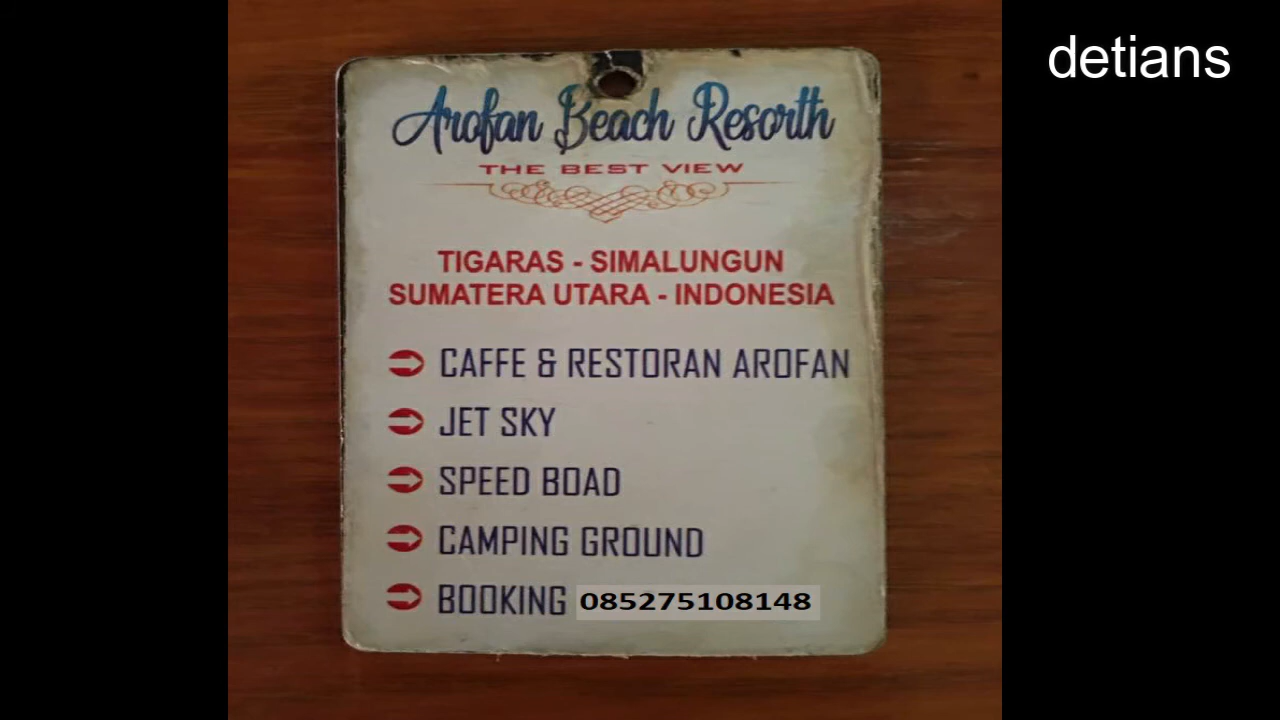 detians
Arofan Beach Resorth
THE BEST VIEW
TIGARAS - SIMALUNGUN
SUMATERA UTARA - INDONESIA
CAFFE & RESTORAN AROFAN
JET SKY
SPEED BOAD
CAMPING GROUND
BOOKING 085275108148